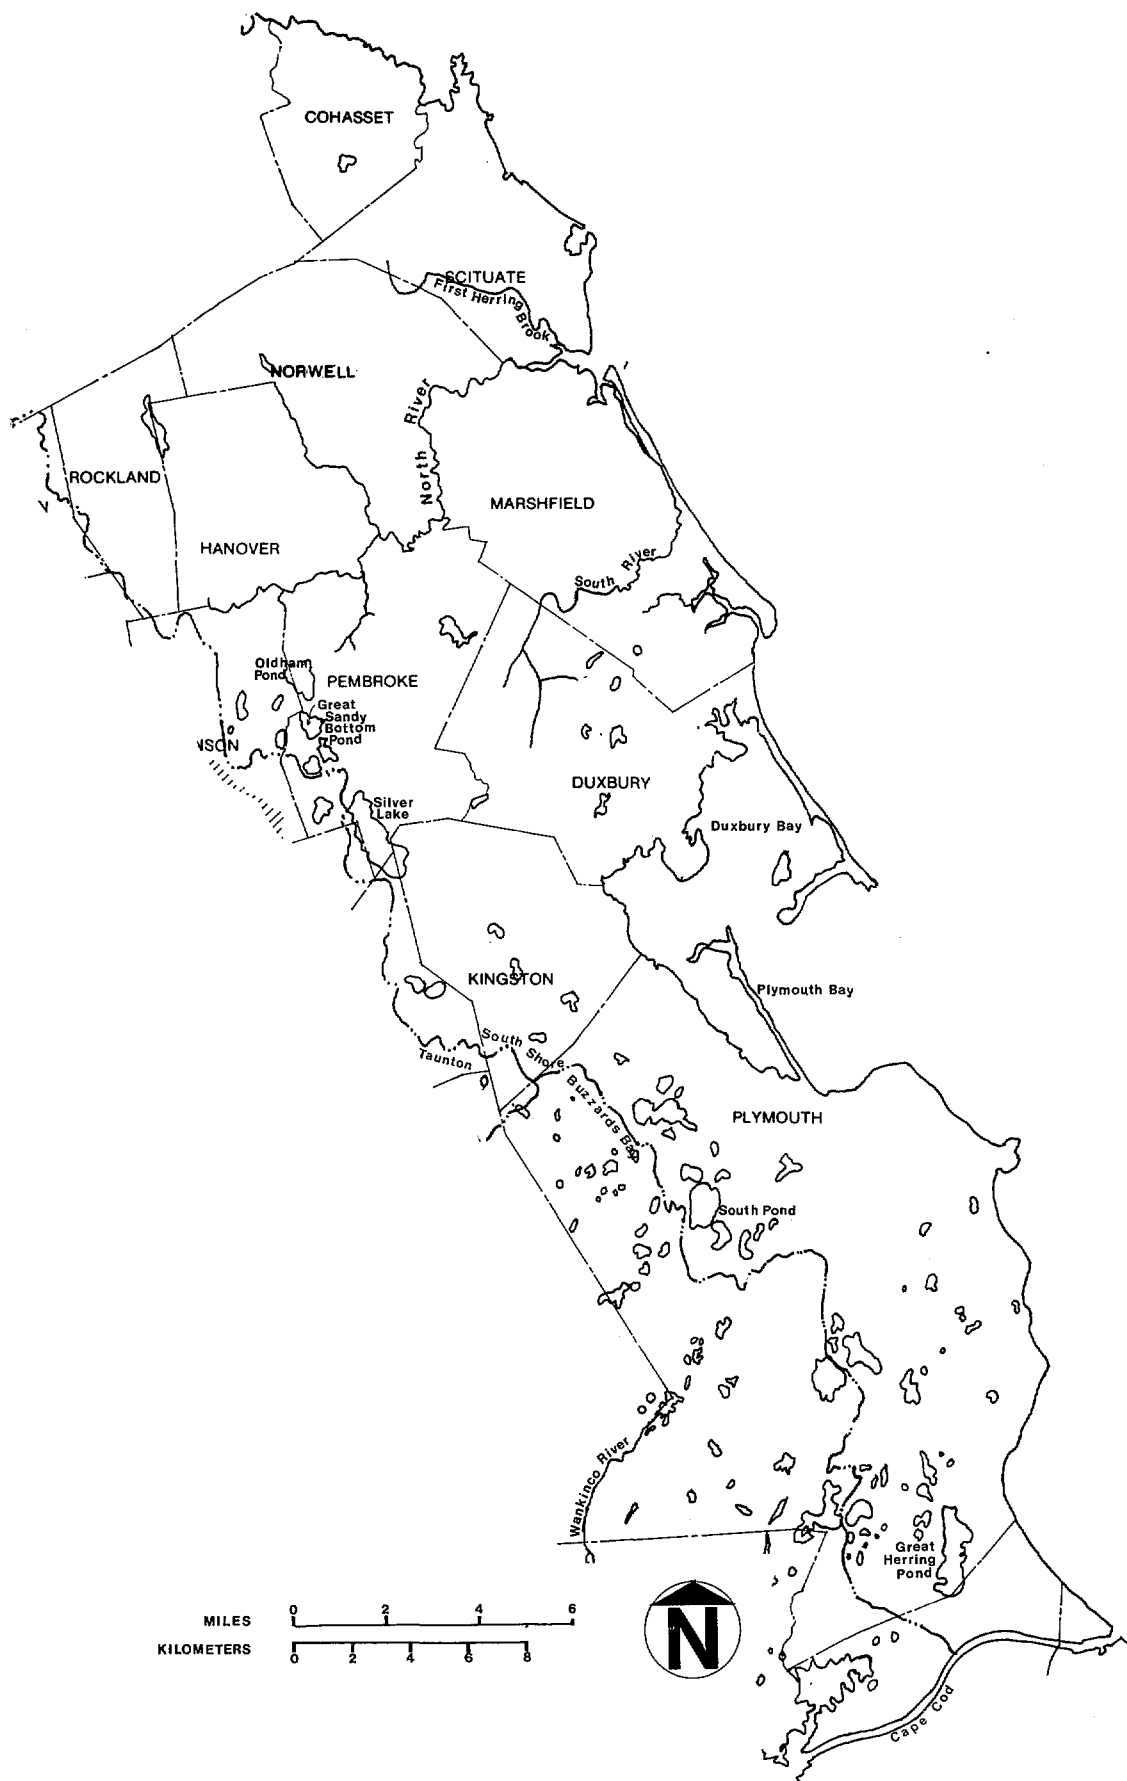 COHASSET
SCITUATE
First Herring
Brook
NORWELL
North River
ROCKLAND
MARSHFIELD
HANOVER
South River
Oldham
Pond
PEMBROKE
Great
Sandy
Bottom
Pond
NSON
DUXBURY
Silver
Lake
Duxbury Bay
KINGSTON
Plymouth Bay
South Shore
Taunton
Buzzards Bay
PLYMOUTH
South Pond
Wankinco River
Great
Herring
Pond
MILES 0 2 4 6
KILOMETERS 0 2 4 6 8
N
Cape Cod